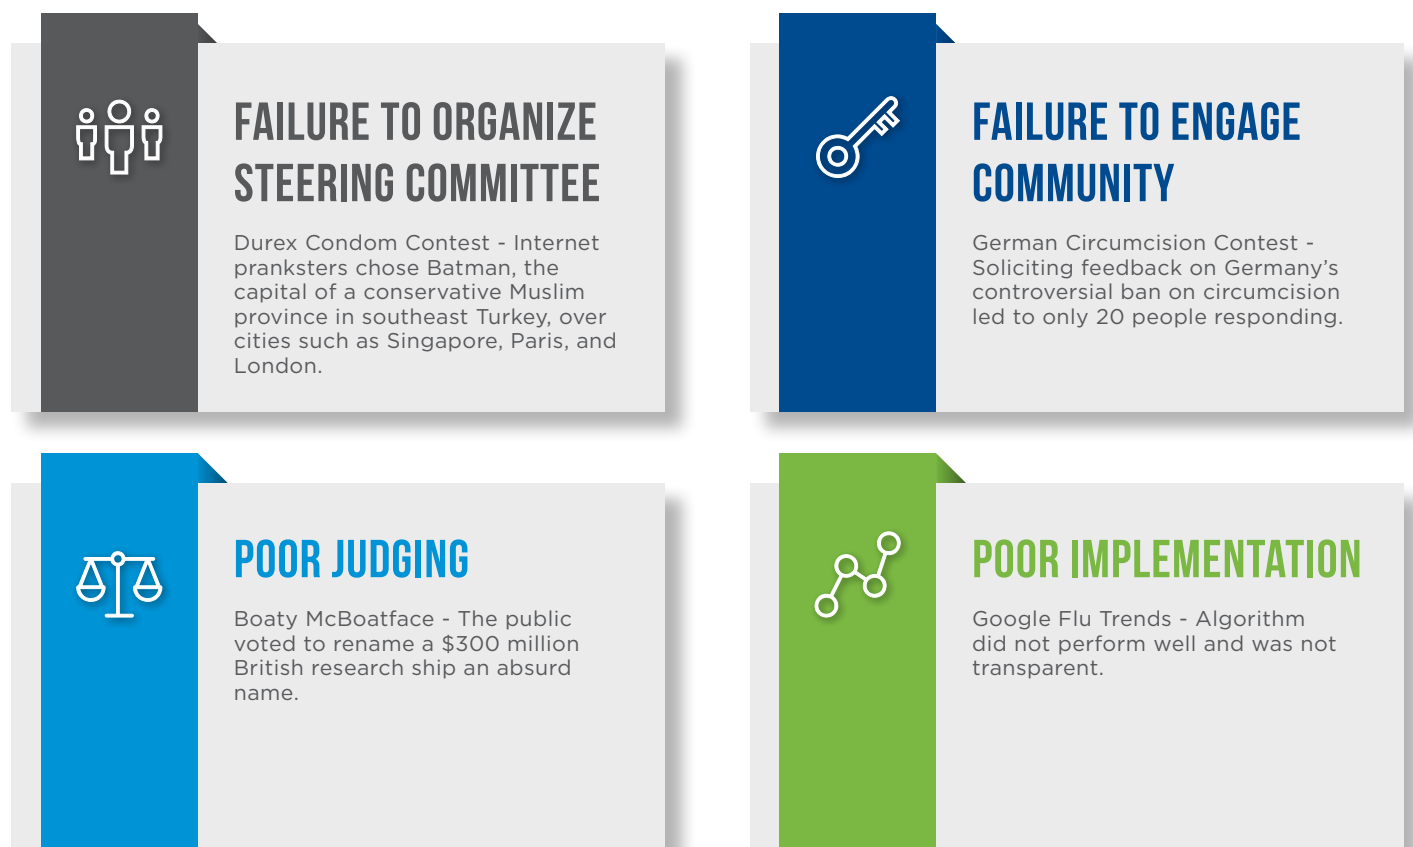 FAILURE TO ORGANIZE
STEERING COMMITTEE
Durex Condom Contest - Internet
pranksters chose Batman, the
capital of a conservative Muslim
province in southeast Turkey, over
cities such as Singapore, Paris, and
London.
FAILURE TO ENGAGE
COMMUNITY
German Circumcision Contest -
Soliciting feedback on Germany’s
controversial ban on circumcision
led to only 20 people responding.
POOR JUDGING
Boaty McBoatface - The public
voted to rename a $300 million
British research ship an absurd
name.
POOR IMPLEMENTATION
Google Flu Trends - Algorithm
did not perform well and was not
transparent.